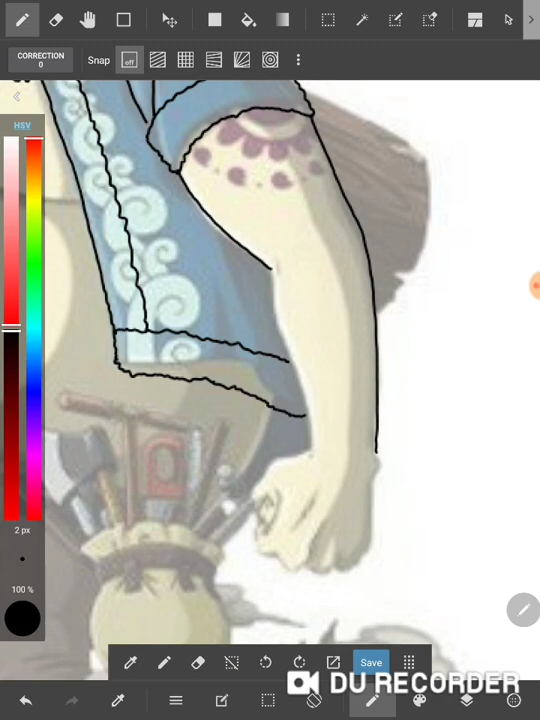 CORRECTION
0
Snap
off
HSV
2 px
100 %
Save
DU RECORDER